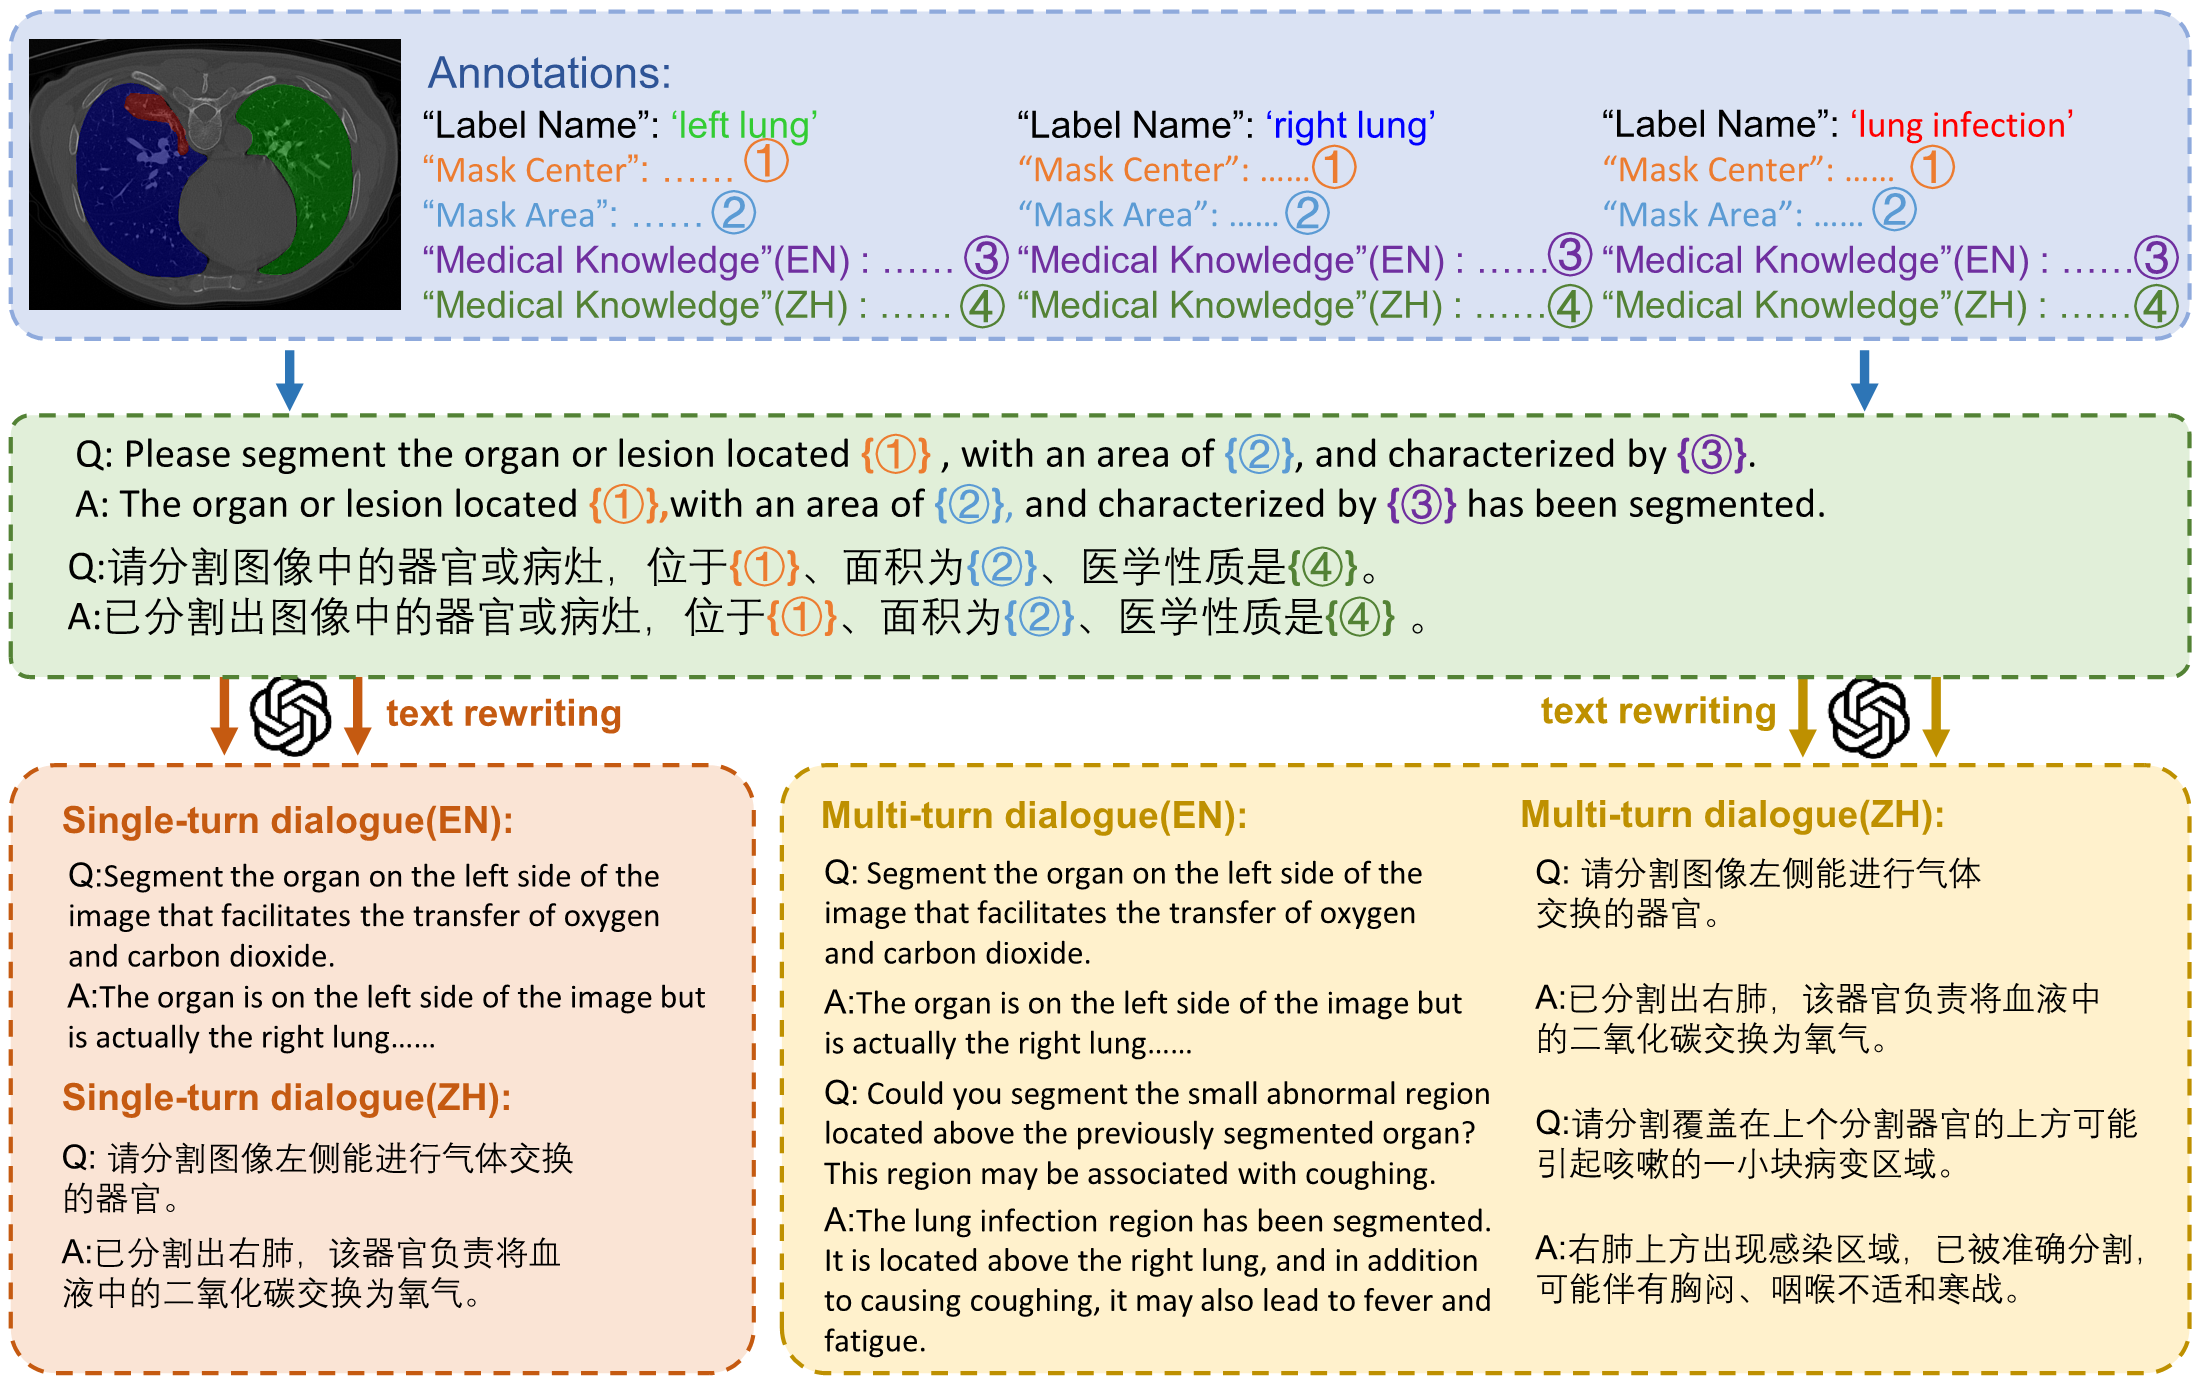 Annotations:
“Label Name”: ‘left lung’
“Mask Center”: …… ①
“Mask Area”: …… ②
“Medical Knowledge”(EN) : …… ③
“Medical Knowledge”(ZH) : …… ④
“Label Name”: ‘right lung’
“Mask Center”: ……①
“Mask Area”: ……②
“Medical Knowledge”(EN) : ……③
“Medical Knowledge”(ZH) : ……④
“Label Name”: ‘lung infection’
“Mask Center”: …… ①
“Mask Area”: …… ②
“Medical Knowledge”(EN) : ……③
“Medical Knowledge”(ZH) : ……④
Q: Please segment the organ or lesion located {①} , with an area of {②}, and characterized by {③}.
A: The organ or lesion located {①},with an area of {②}, and characterized by {③} has been segmented.
Q:请分割图像中的器官或病灶，位于{①}、面积为{②}、医学性质是{④}。
A:已分割出图像中的器官或病灶，位于{①}、面积为{②}、医学性质是{④} 。
text rewriting
text rewriting
Single-turn dialogue(EN):
Q:Segment the organ on the left side of the
image that facilitates the transfer of oxygen
and carbon dioxide.
A:The organ is on the left side of the image but
is actually the right lung……
Single-turn dialogue(ZH):
Q: 请分割图像左侧能进行气体交换
的器官。
A:已分割出右肺，该器官负责将血
液中的二氧化碳交换为氧气。
Multi-turn dialogue(EN):
Q: Segment the organ on the left side of the
image that facilitates the transfer of oxygen
and carbon dioxide.
A:The organ is on the left side of the image but
is actually the right lung……
Q: Could you segment the small abnormal region
located above the previously segmented organ?
This region may be associated with coughing.
A:The lung infection region has been segmented.
It is located above the right lung, and in addition
to causing coughing, it may also lead to fever and
fatigue.
Multi-turn dialogue(ZH):
Q: 请分割图像左侧能进行气体
交换的器官。
A:已分割出右肺，该器官负责将血液中
的二氧化碳交换为氧气。
Q:请分割覆盖在上个分割器官的上方可能
引起咳嗽的一小块病变区域。
A:右肺上方出现感染区域，已被准确分割，
可能伴有胸闷、咽喉不适和寒战。